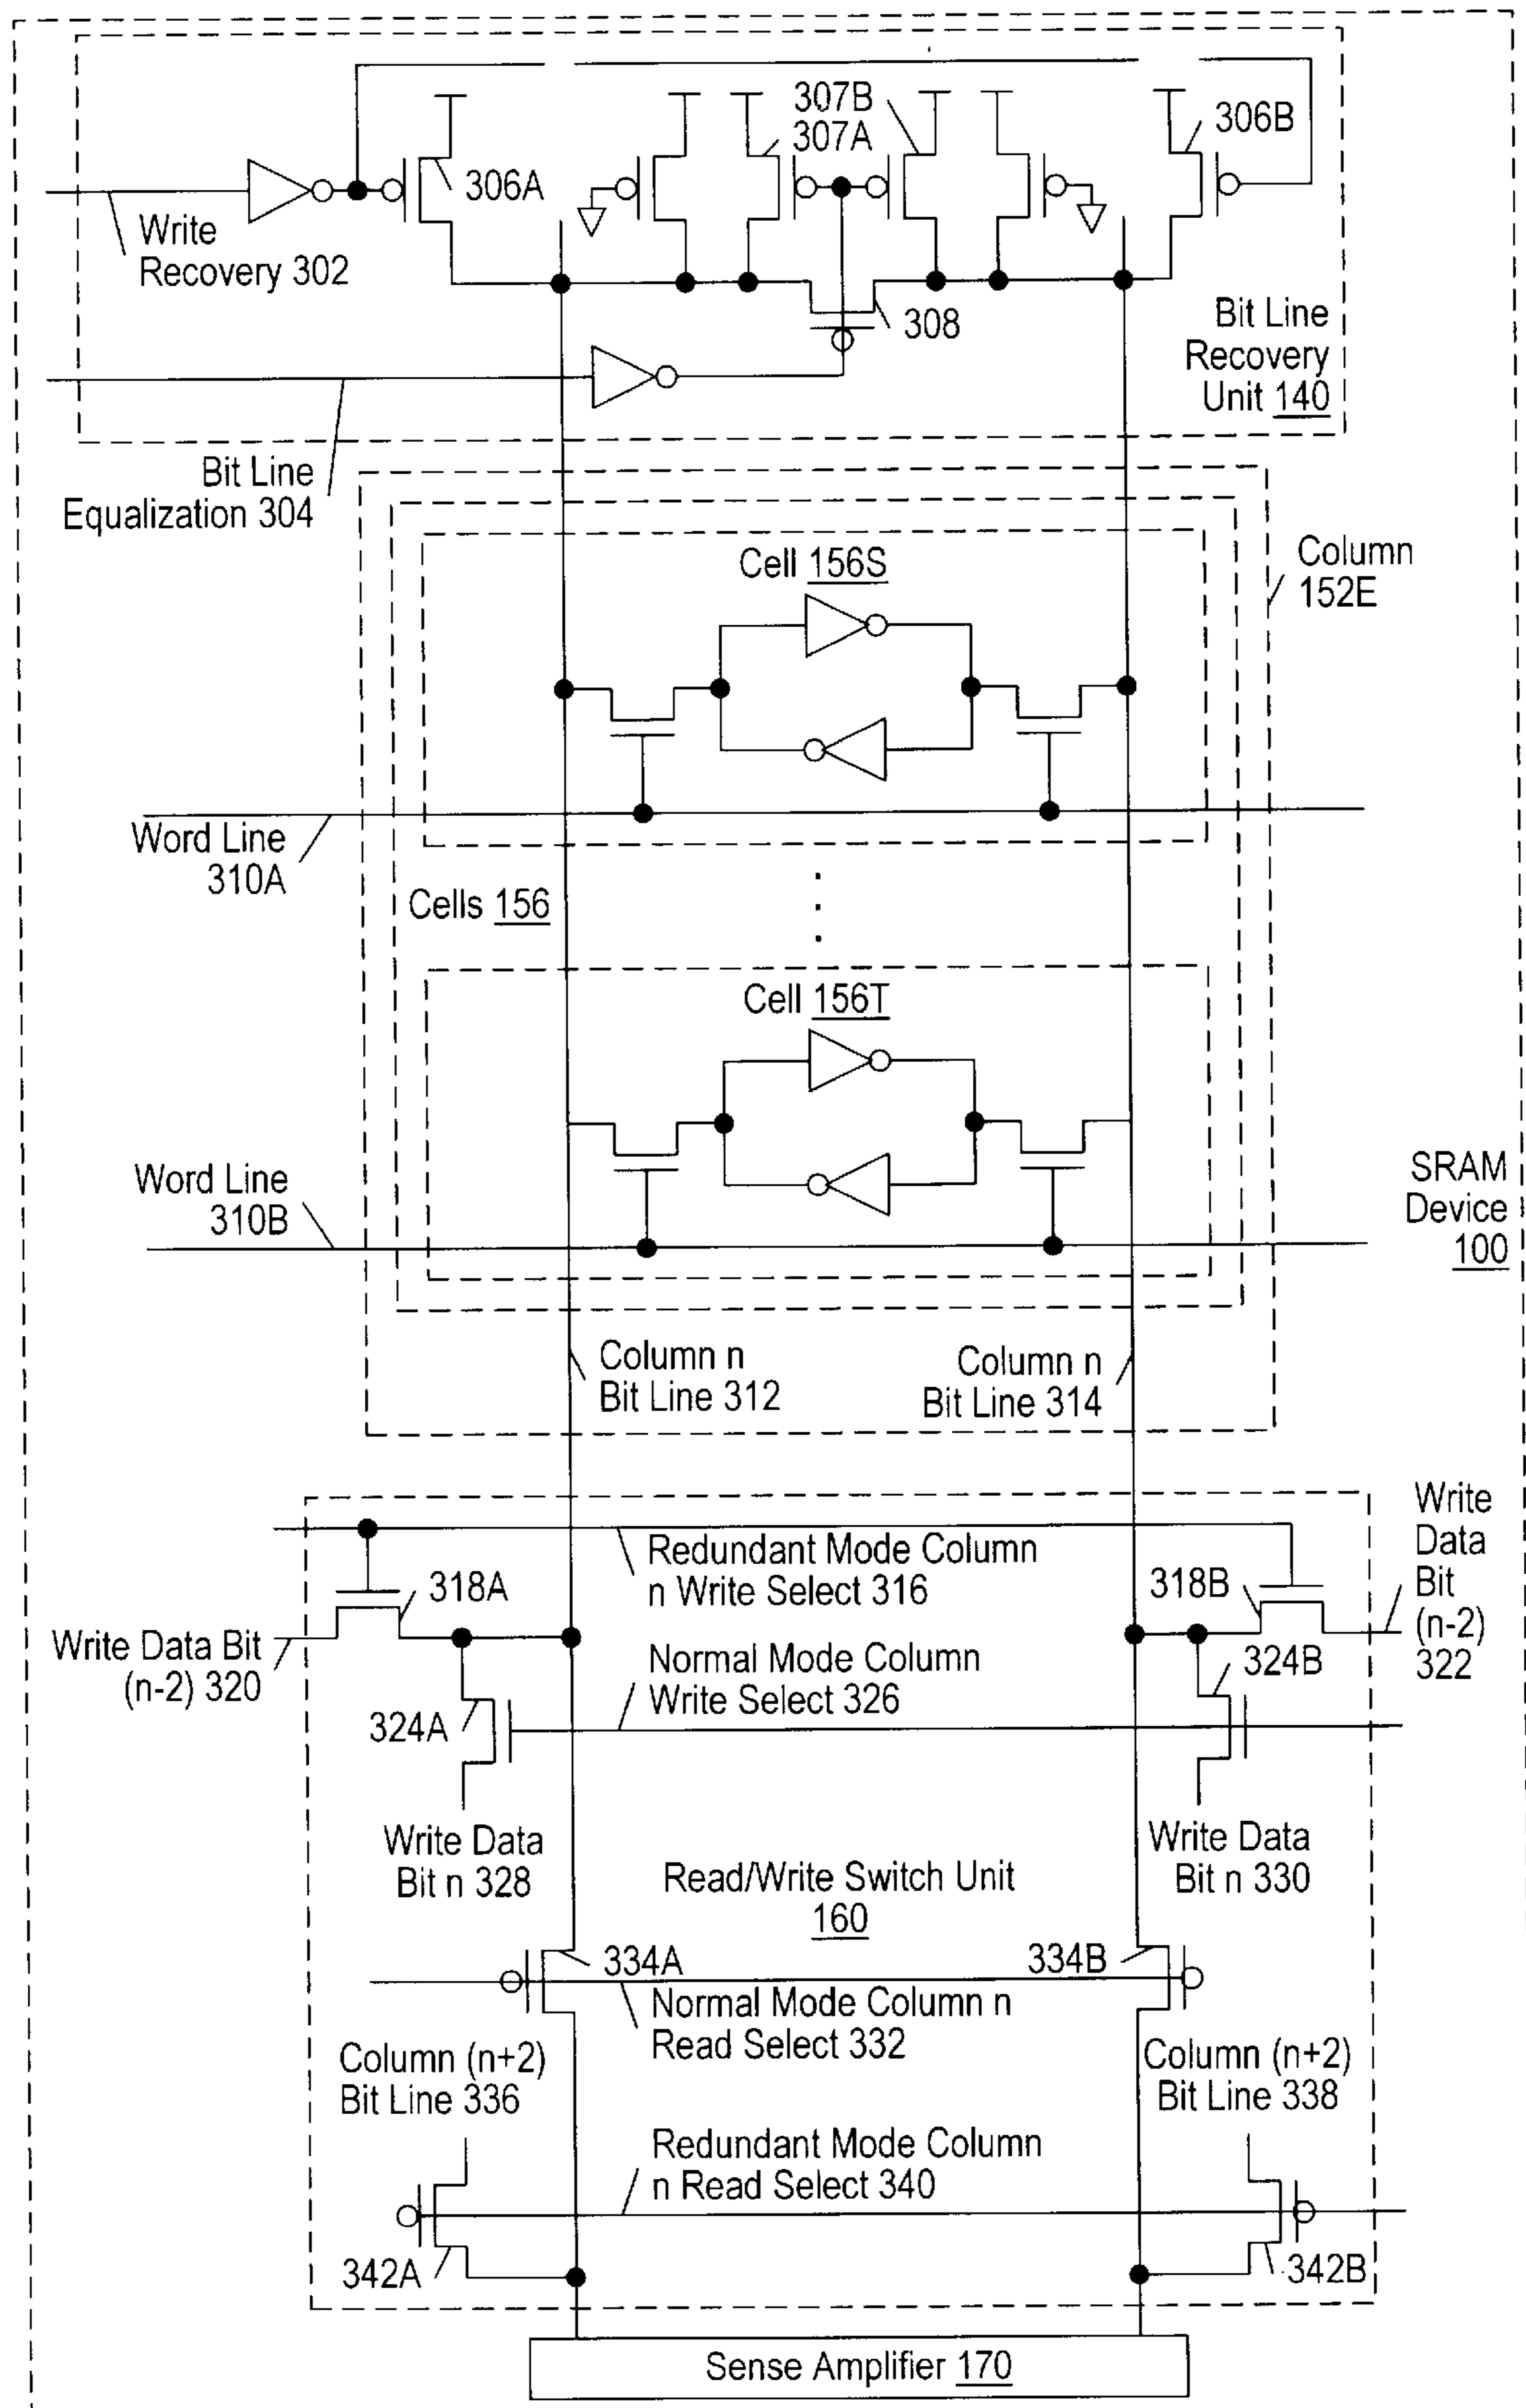 307B
307A
306B
306A
Write
Recovery 302
308
Bit Line
Recovery
Unit 140
Bit Line
Equalization 304
Column
152E
Cell 156S
Word Line
310A
Cells 156
Cell 156T
Word Line
310B
SRAM
Device
100
Column n
Bit Line 312
Column n
Bit Line 314
Redundant Mode Column
n Write Select 316
318A
318B
Write
Data
Bit
(n-2)
322
Write Data Bit
(n-2) 320
Normal Mode Column
Write Select 326
324A
324B
Write Data
Bit n 328
Write Data
Bit n 330
Read/Write Switch Unit
160
334A
334B
Normal Mode Column n
Read Select 332
Column (n+2)
Bit Line 336
Column (n+2)
Bit Line 338
Redundant Mode Column
n Read Select 340
342A
342B
Sense Amplifier 170